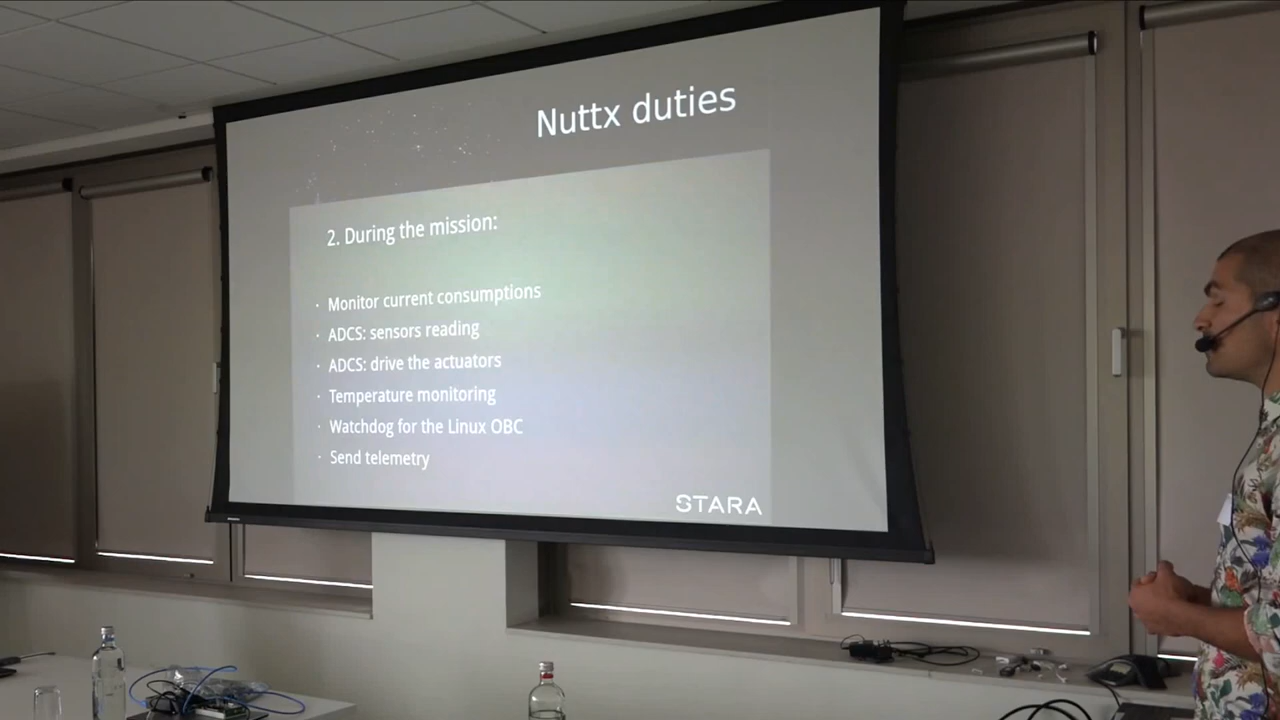 Nuttx duties
2. During the mission:
· Monitor current consumptions
· ADCS: sensors reading
· ADCS: drive the actuators
· Temperature monitoring
· Watchdog for the Linux OBC
· Send telemetry
STARA